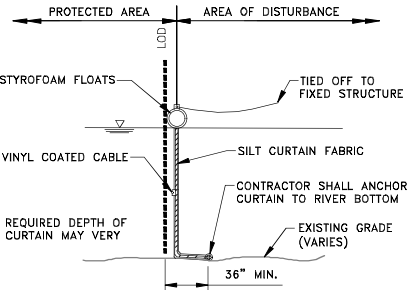 PROTECTED AREA
AREA OF DISTURBANCE
LOD
STYROFOAM FLOATS
TIED OFF TO
FIXED STRUCTURE
VINYL COATED CABLE
SILT CURTAIN FABRIC
CONTRACTOR SHALL ANCHOR
CURTAIN TO RIVER BOTTOM
REQUIRED DEPTH OF
CURTAIN MAY VERY
EXISTING GRADE
(VARIES)
36" MIN.